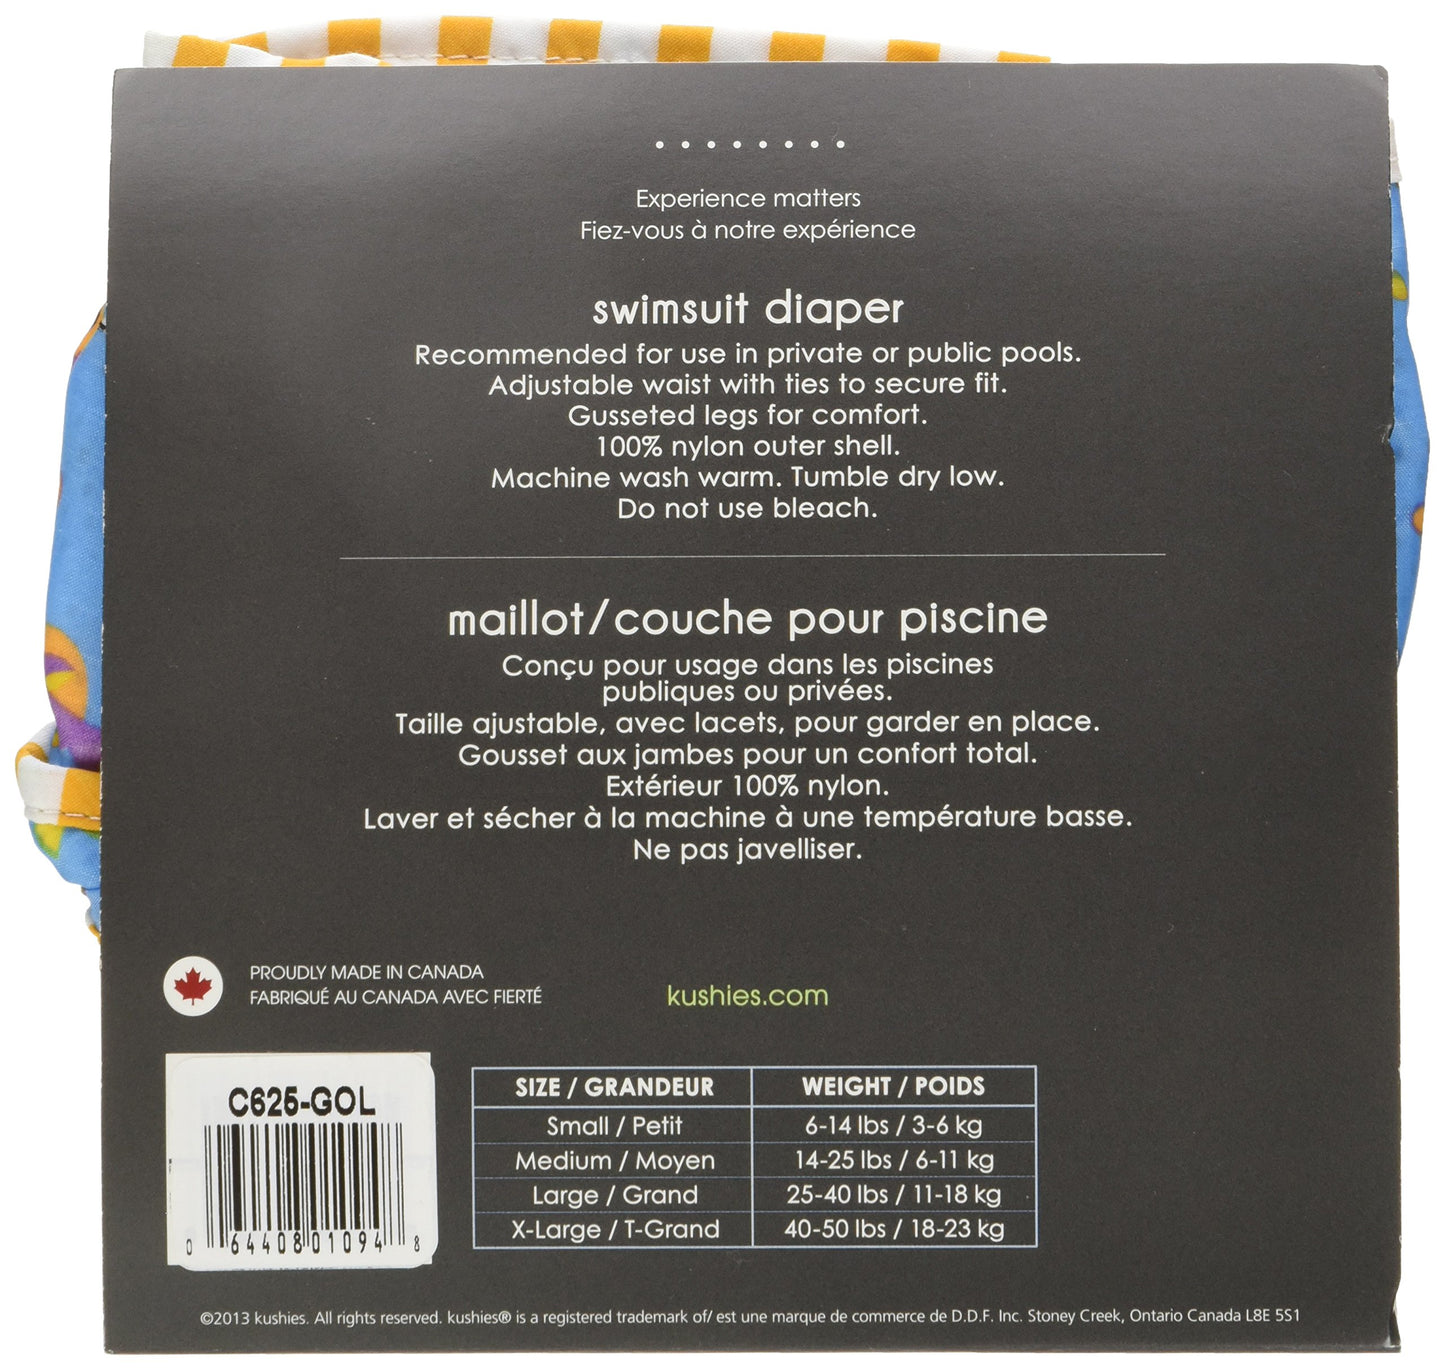 Experience matters
Fiez-vous à notre expérience
swimsuit diaper
Recommended for use in private or public pools.
Adjustable waist with ties to secure fit.
Gusseted legs for comfort.
100% nylon outer shell.
Machine wash warm. Tumble dry low.
Do not use bleach.
maillot/couche pour piscine
Conçu pour usage dans les piscines
publiques ou privées.
Taille ajustable, avec lacets, pour garder en place.
Gousset aux jambes pour un confort total.
Extérieur 100% nylon.
Laver et sécher à la machine à une température basse.
Ne pas javelliser.
PROUDLY MADE IN CANADA
FABRIQUÉ AU CANADA AVEC FIERTÉ
kushies.com
C625-GOL
0 64408 01094 8
SIZE / GRANDEUR WEIGHT / POIDS
Small / Petit 6-14 lbs / 3-6 kg
Medium / Moyen 14-25 lbs / 6-11 kg
Large / Grand 25-40 lbs / 11-18 kg
X-Large / T-Grand 40-50 lbs / 18-23 kg
©2013 kushies. All rights reserved. kushies® is a registered trademark of/ est une marque de commerce de D.D.F. Inc. Stoney Creek, Ontario Canada L8E 5S1